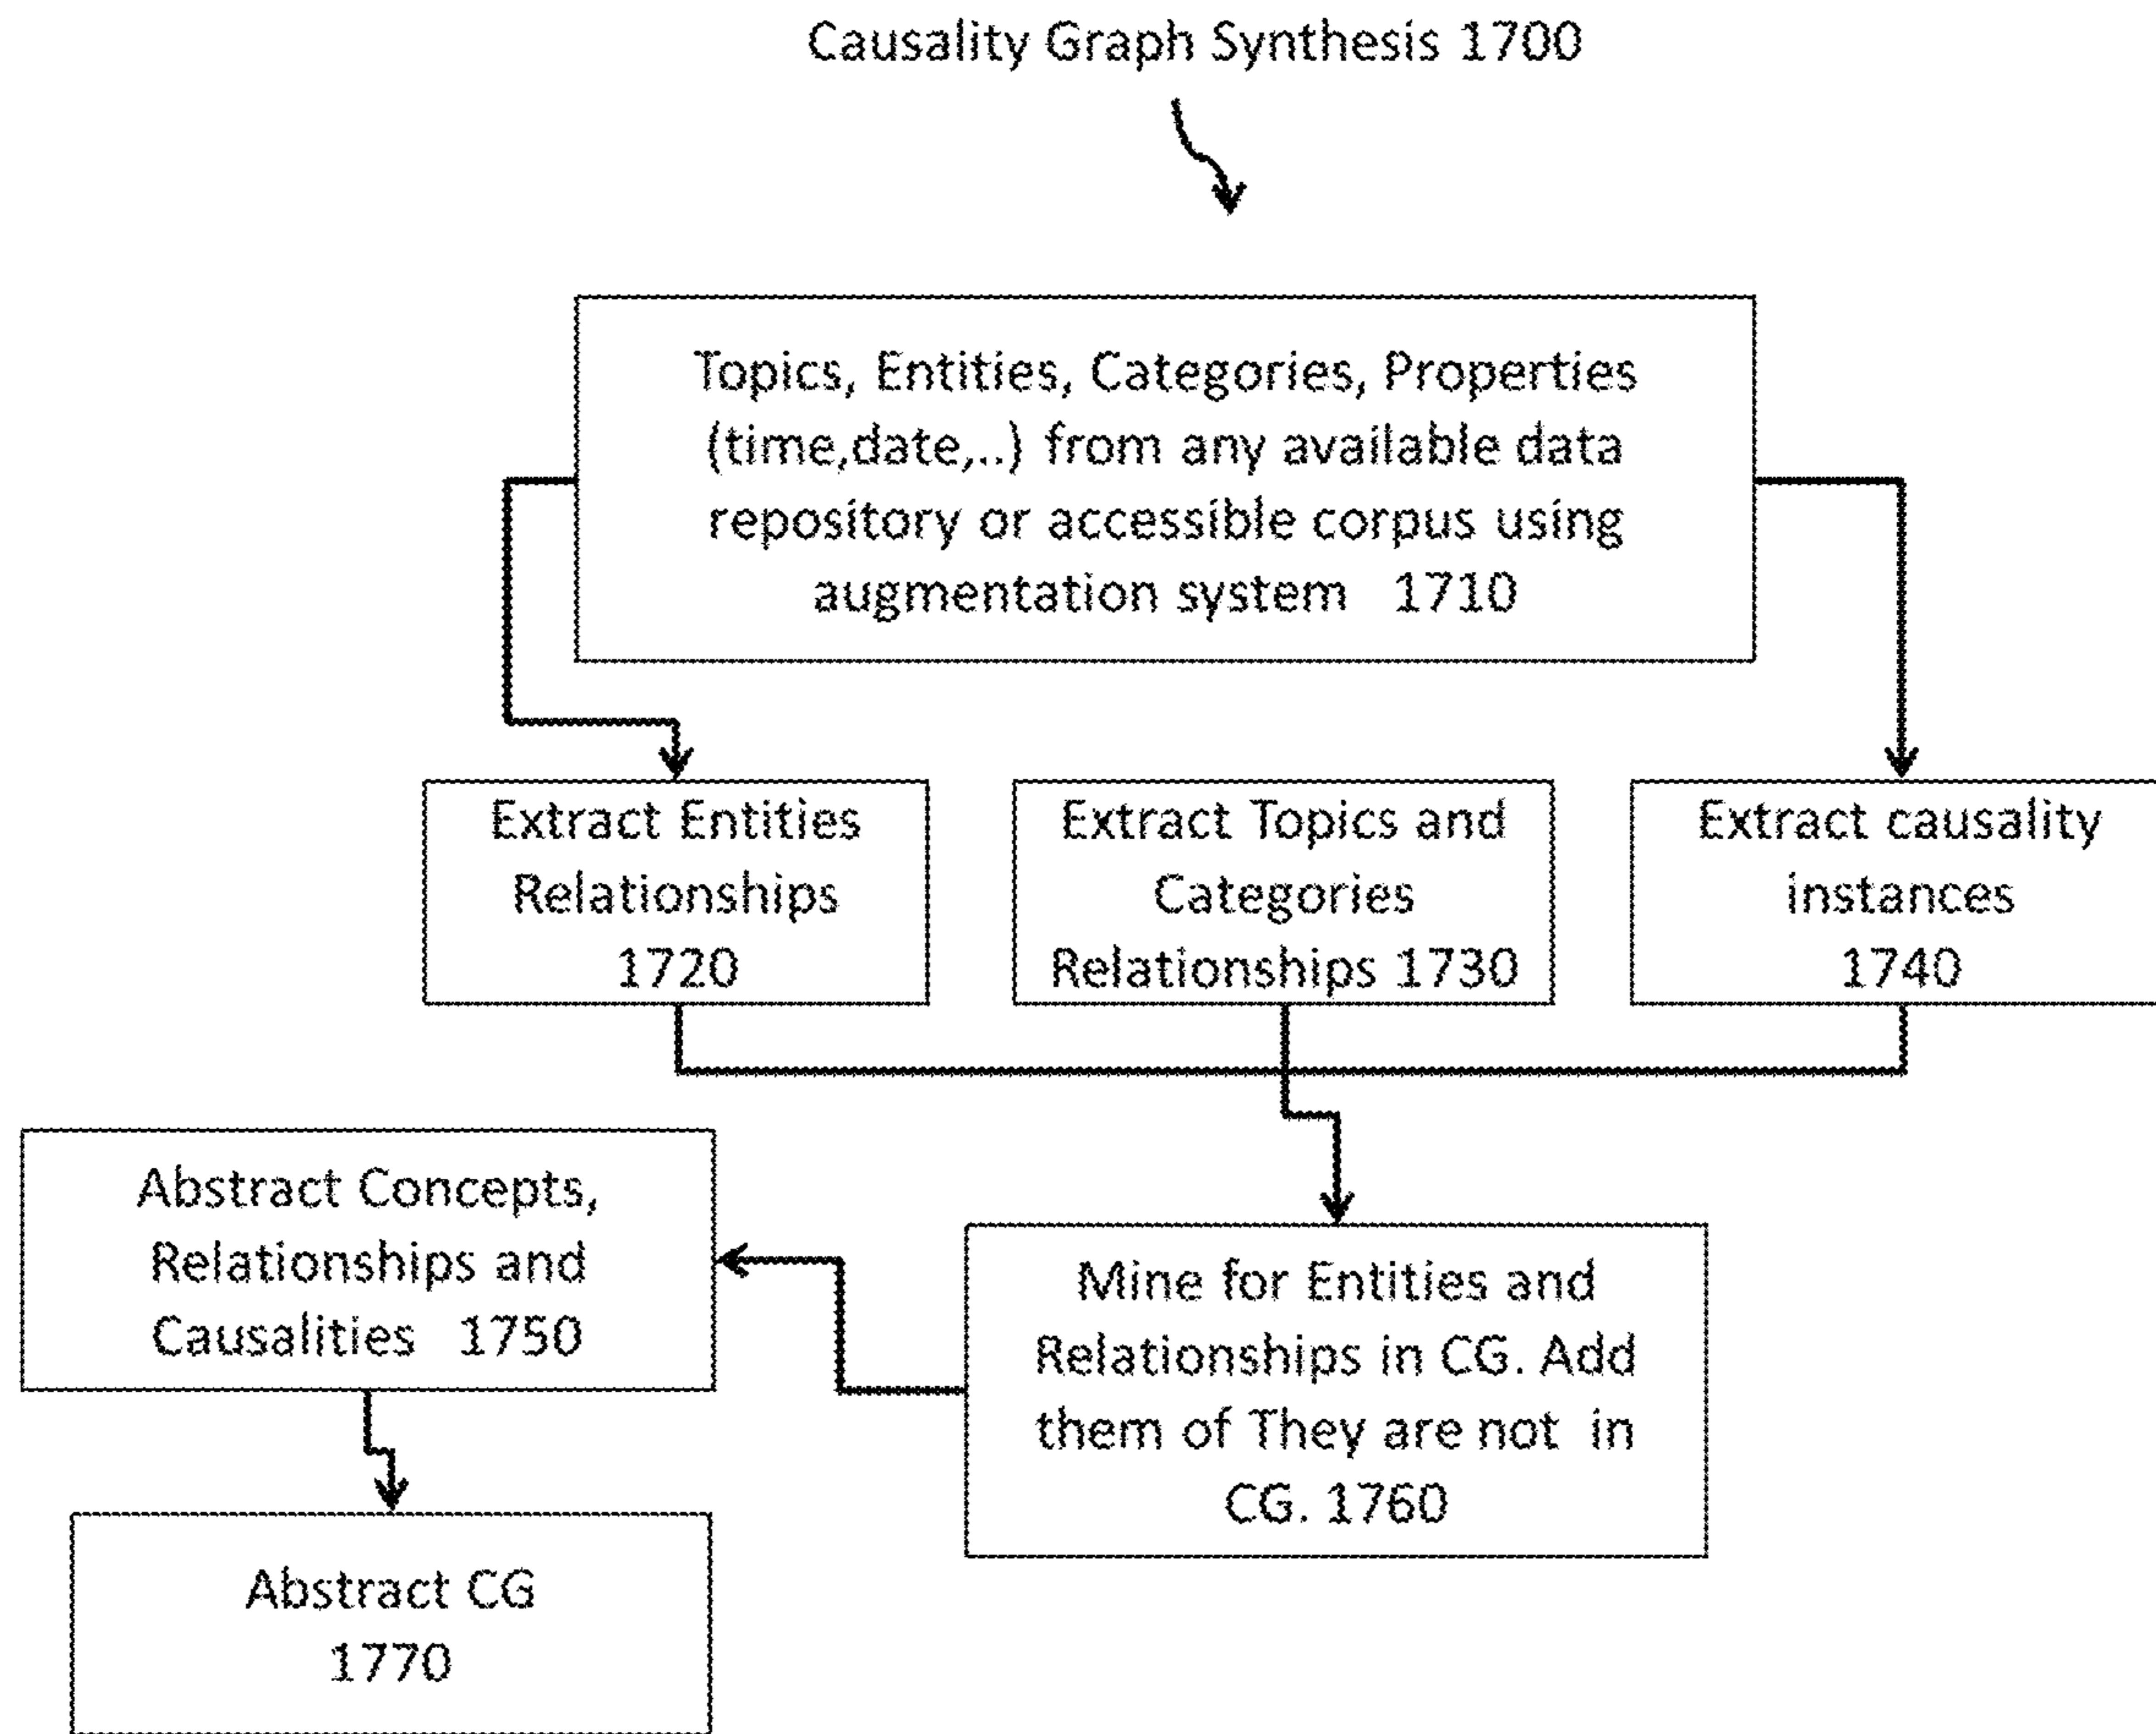 Causality Graph Synthesis 1700
Topics, Entities, Categories, Properties
(time,date,..) from any available data
repository or accessible corpus using
augmentation system 1710
Extract Entities
Relationships
1720
Extract Topics and
Categories
Relationships 1730
Extract causality
instances
1740
Abstract Concepts,
Relationships and
Causalities 1750
Mine for Entities and
Relationships in CG. Add
them of They are not in
CG. 1760
Abstract CG
1770